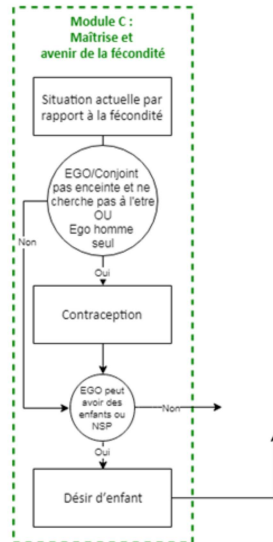 Module C :
Maîtrise et
avenir de la fécondité
Situation actuelle par
rapport à la fécondité
EGO/Conjoint
pas enceinte et ne
cherche pas á l'etre
OU
Ego homme
seul
Non
Oui
Contraception
EGO peut
avoir des
enfants ou
NSP
Non
Oui
Désir d'enfant